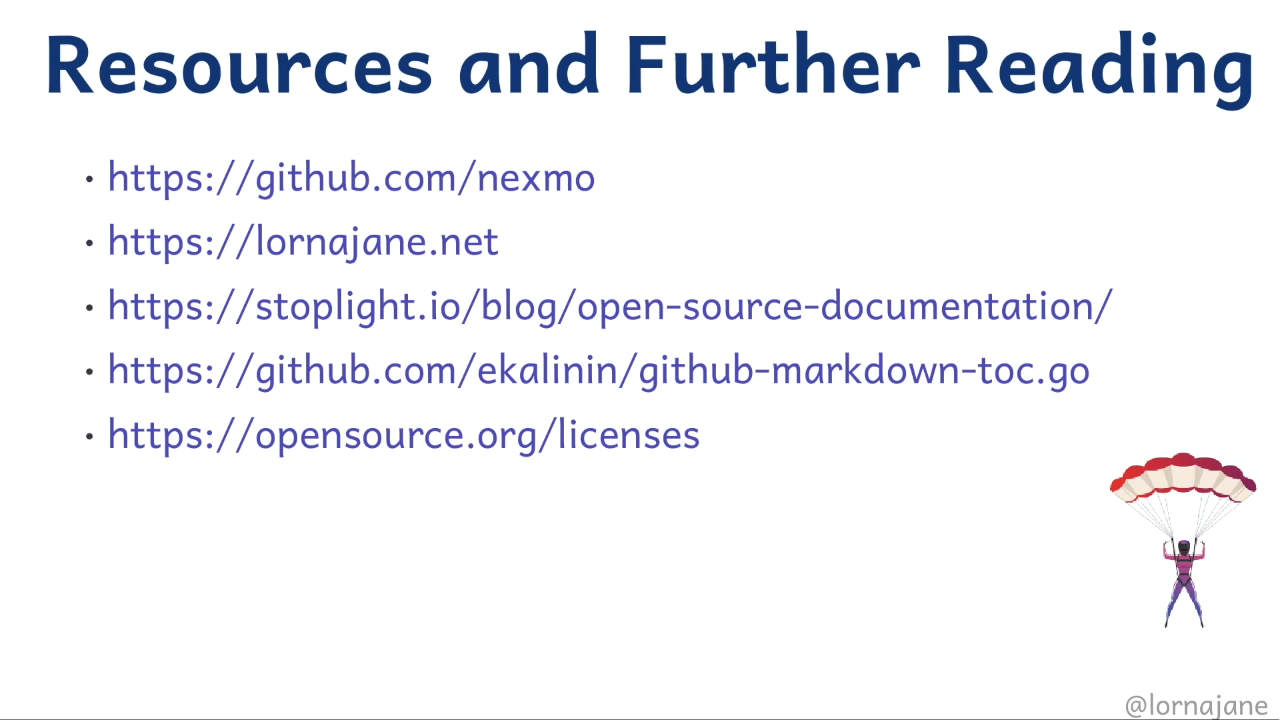 Resources and Further Reading
• https://github.com/nexmo
• https://lornajane.net
• https://stoplight.io/blog/open-source-documentation/
• https://github.com/ekalinin/github-markdown-toc.go
• https://opensource.org/licenses
@lornajane